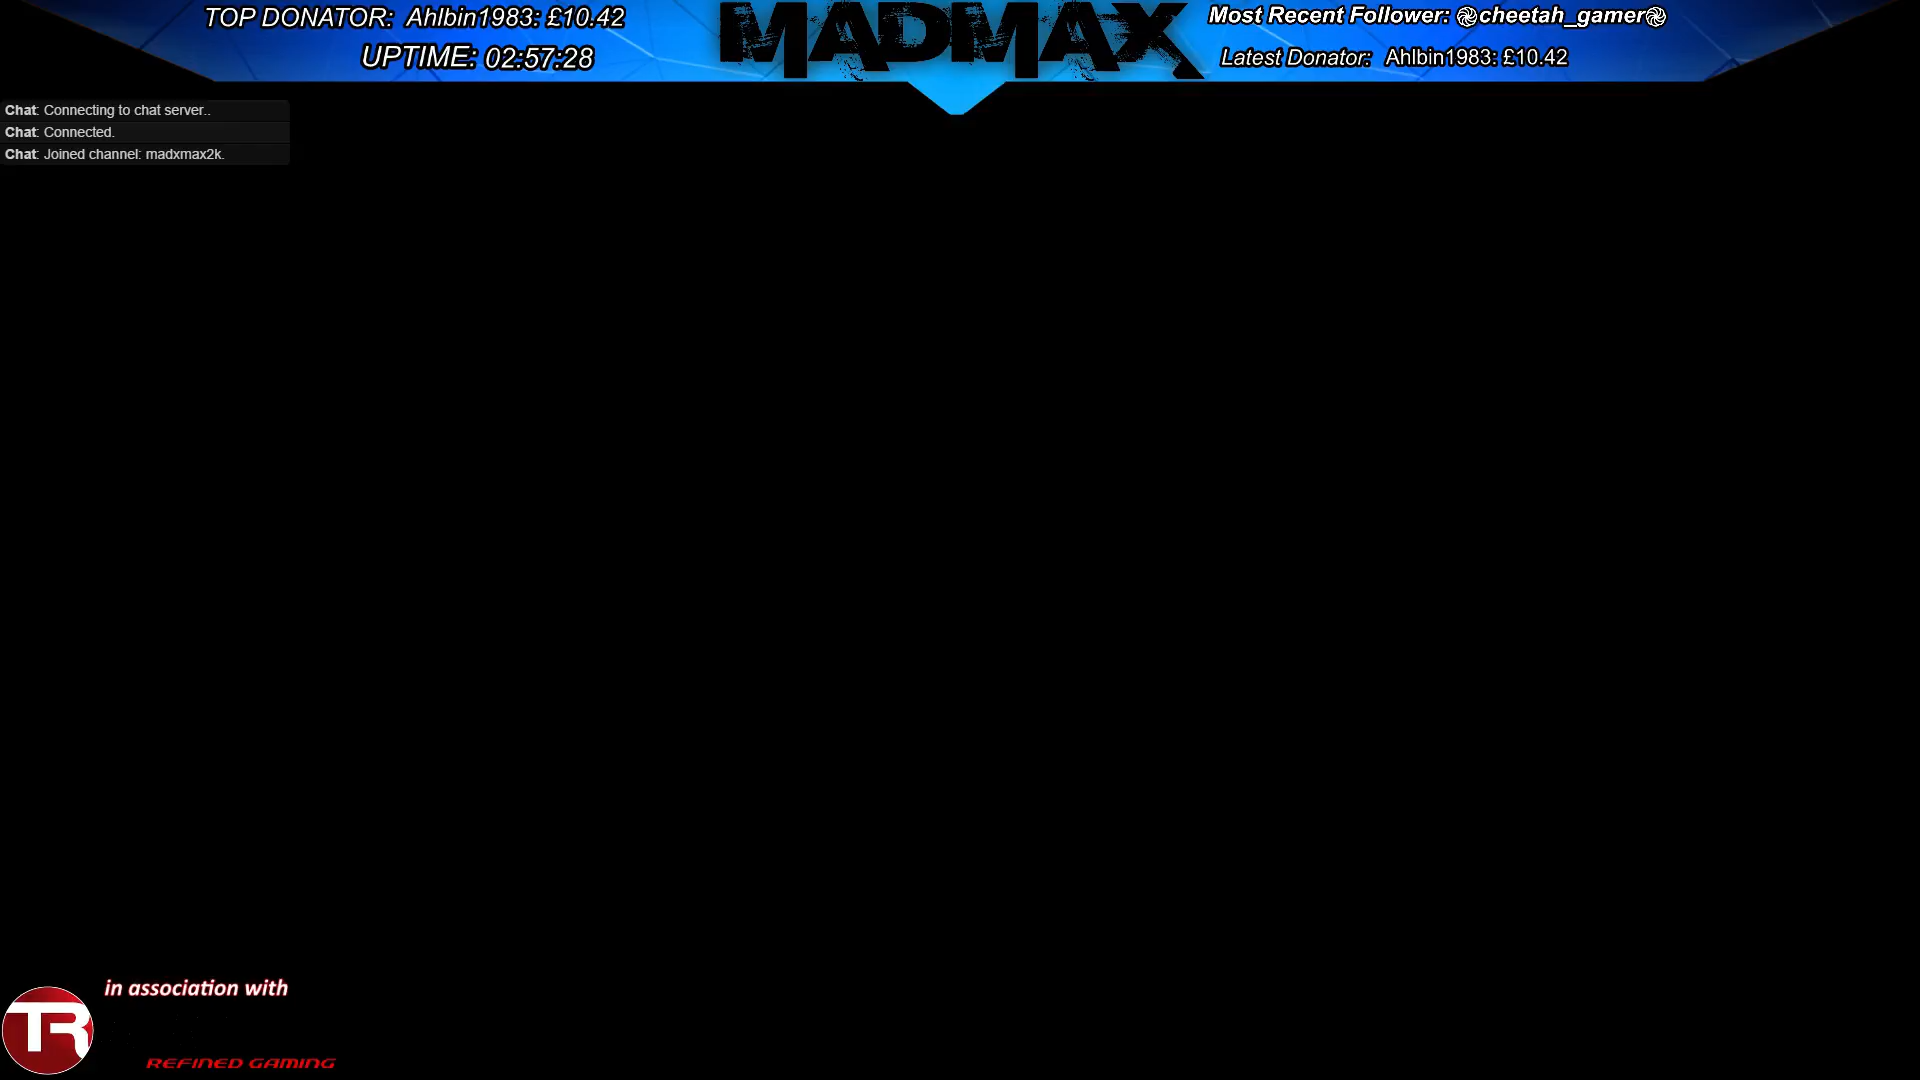 TOP DONATOR: Ahlbin1983: £10.42
UPTIME: 02:57:28
MADMAX
Most Recent Follower: ֎cheetah_gamer֎
Latest Donator: Ahlbin1983: £10.42
Chat: Connecting to chat server..
Chat: Connected.
Chat: Joined channel: madxmax2k.
in association with
TR
REFINED GAMING